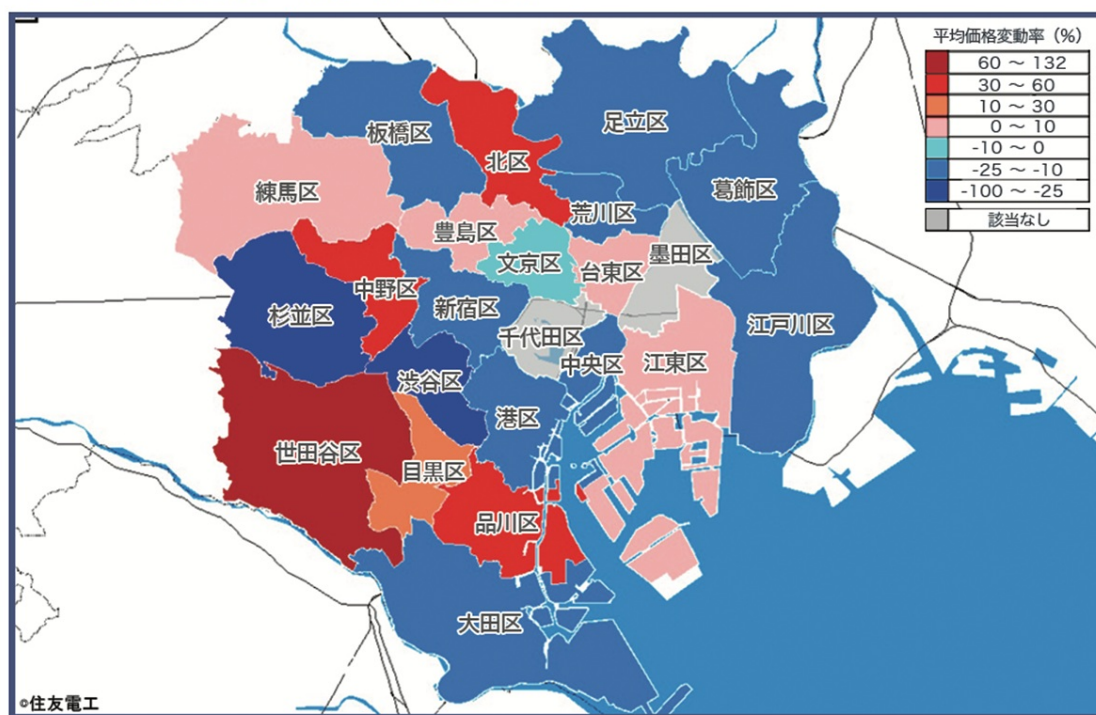 平均価格変動率（%）
60 ～ 132
30 ～ 60
10 ～ 30
0 ～ 10
-10 ～ 0
-25 ～ -10
-100 ～ -25
該当なし
足立区
板橋区
北区
葛飾区
練馬区
荒川区
豊島区
文京区
台東区
墨田区
中野区
新宿区
杉並区
千代田区
江戸川区
中央区
江東区
渋谷区
港区
世田谷区
目黒区
品川区
大田区
©住友電工